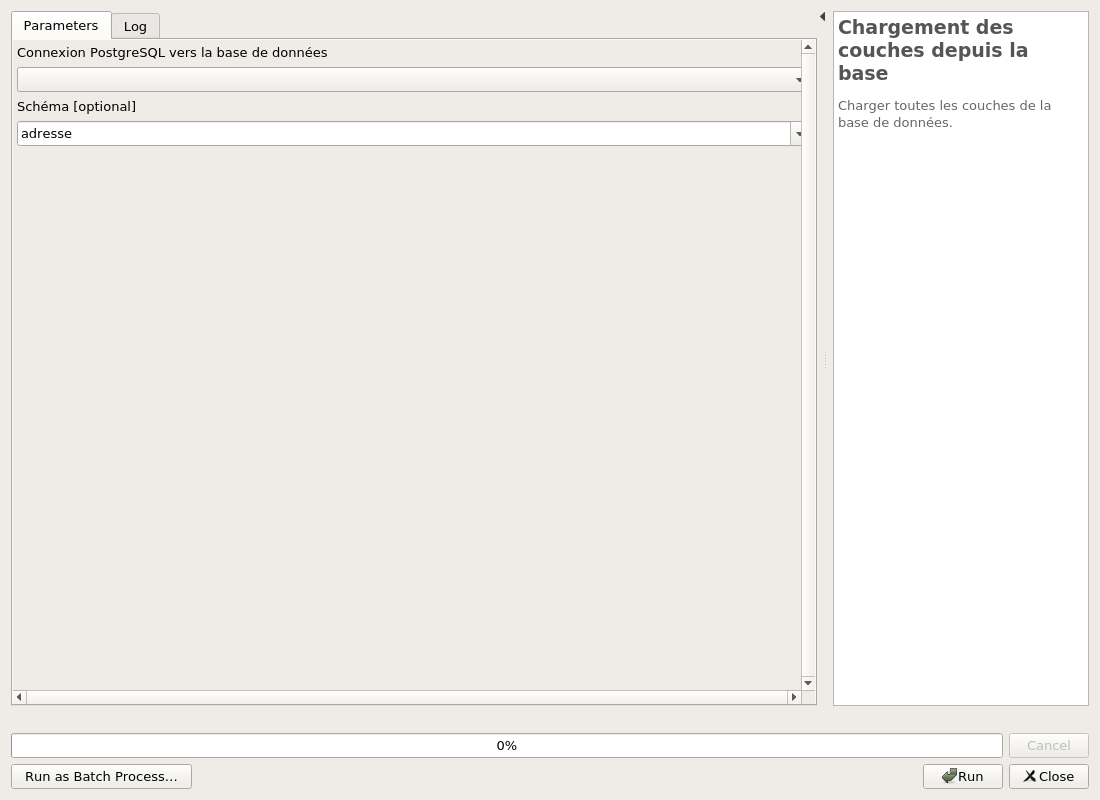 Parameters
Log
Connexion PostgreSQL vers la base de données
Schéma [optional]
adresse
Chargement des
couches depuis la
base
Charger toutes les couches de la
base de données.
0%
Cancel
Run as Batch Process…
Run
Close